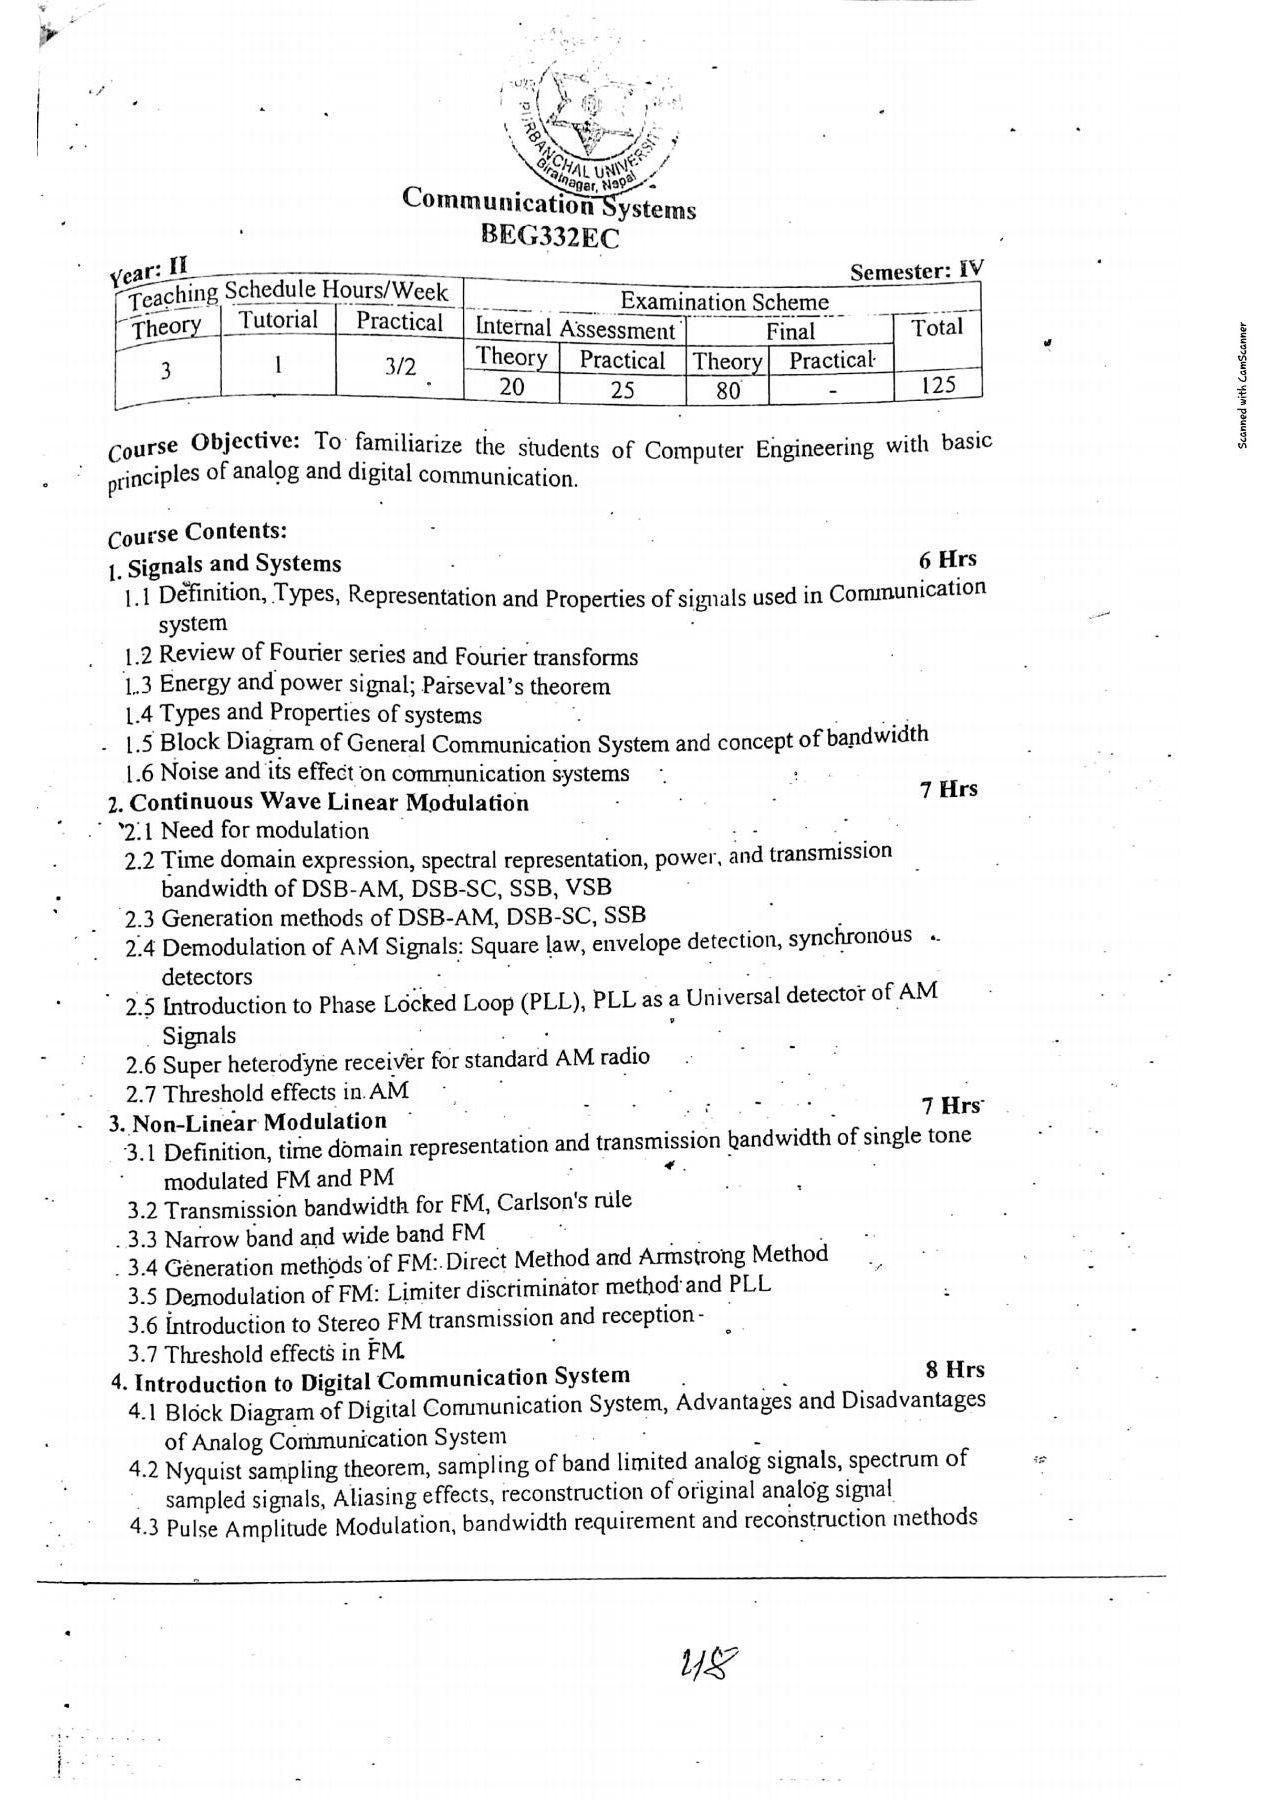 PURBANCHAL UNIVERSITY
Biratnagar, Nepal
Communication Systems
BEG332EC
Year: II
Semester: IV
Teaching Schedule Hours/Week
Examination Scheme
Theory
Tutorial
Practical
Internal Assessment
Final
Total
3
1
3/2
Theory
Practical
Theory
Practical
20
25
80
-
125
Course Objective: To familiarize the students of Computer Engineering with basic
principles of analog and digital communication.
Course Contents:
1. Signals and Systems 6 Hrs
1.1 Definition, Types, Representation and Properties of signals used in Communication
system
1.2 Review of Fourier series and Fourier transforms
1.3 Energy and power signal; Parseval's theorem
1.4 Types and Properties of systems
1.5 Block Diagram of General Communication System and concept of bandwidth
1.6 Noise and its effect on communication systems
2. Continuous Wave Linear Modulation 7 Hrs
2.1 Need for modulation
2.2 Time domain expression, spectral representation, power, and transmission
bandwidth of DSB-AM, DSB-SC, SSB, VSB
2.3 Generation methods of DSB-AM, DSB-SC, SSB
2.4 Demodulation of AM Signals: Square law, envelope detection, synchronous
detectors
2.5 Introduction to Phase Locked Loop (PLL), PLL as a Universal detector of AM
Signals
2.6 Super heterodyne receiver for standard AM radio
2.7 Threshold effects in AM
3. Non-Linear Modulation 7 Hrs
3.1 Definition, time domain representation and transmission bandwidth of single tone
modulated FM and PM
3.2 Transmission bandwidth for FM, Carlson's rule
3.3 Narrow band and wide band FM
3.4 Generation methods of FM: Direct Method and Armstrong Method
3.5 Demodulation of FM: Limiter discriminator method and PLL
3.6 Introduction to Stereo FM transmission and reception
3.7 Threshold effects in FM
4. Introduction to Digital Communication System 8 Hrs
4.1 Block Diagram of Digital Communication System, Advantages and Disadvantages
of Analog Communication System
4.2 Nyquist sampling theorem, sampling of band limited analog signals, spectrum of
sampled signals, Aliasing effects, reconstruction of original analog signal
4.3 Pulse Amplitude Modulation, bandwidth requirement and reconstruction methods
48
Scanned with CamScanner